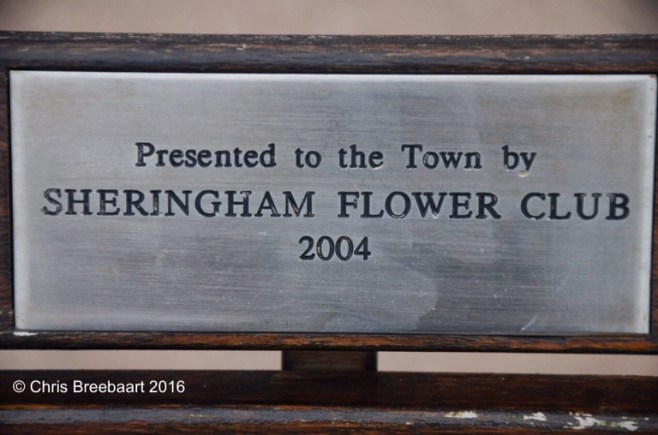 Presented to the Town by
SHERINGHAM FLOWER CLUB
2004
© Chris Breebaart 2016